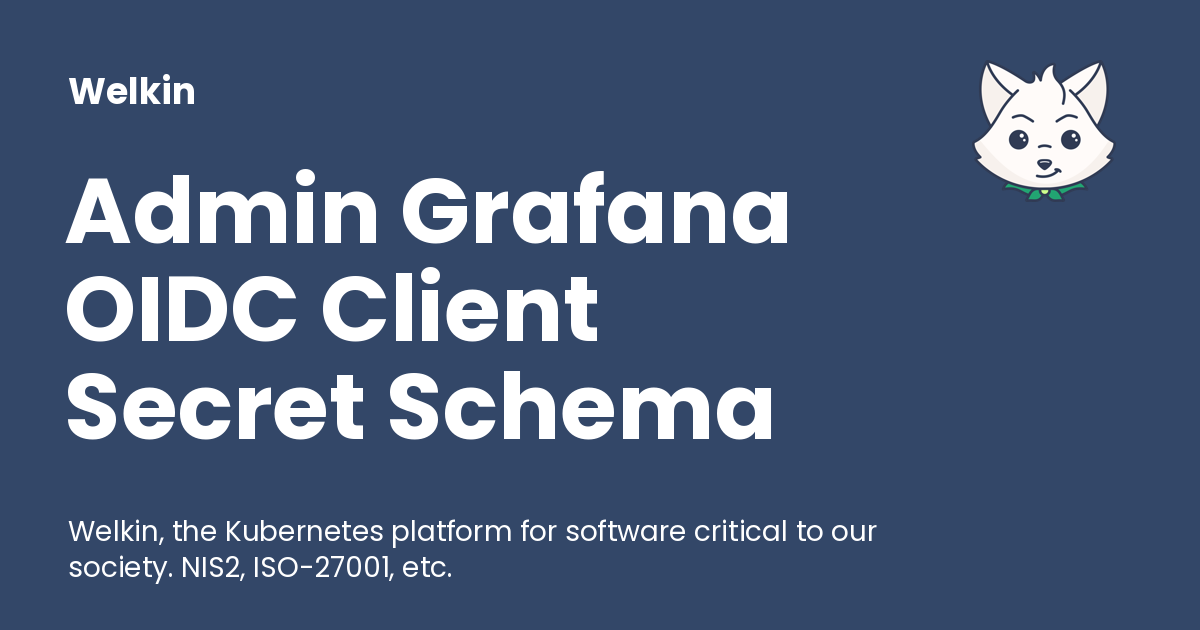 Welkin
Admin Grafana
OIDC Client
Secret Schema
Welkin, the Kubernetes platform for software critical to our
society. NIS2, ISO-27001, etc.